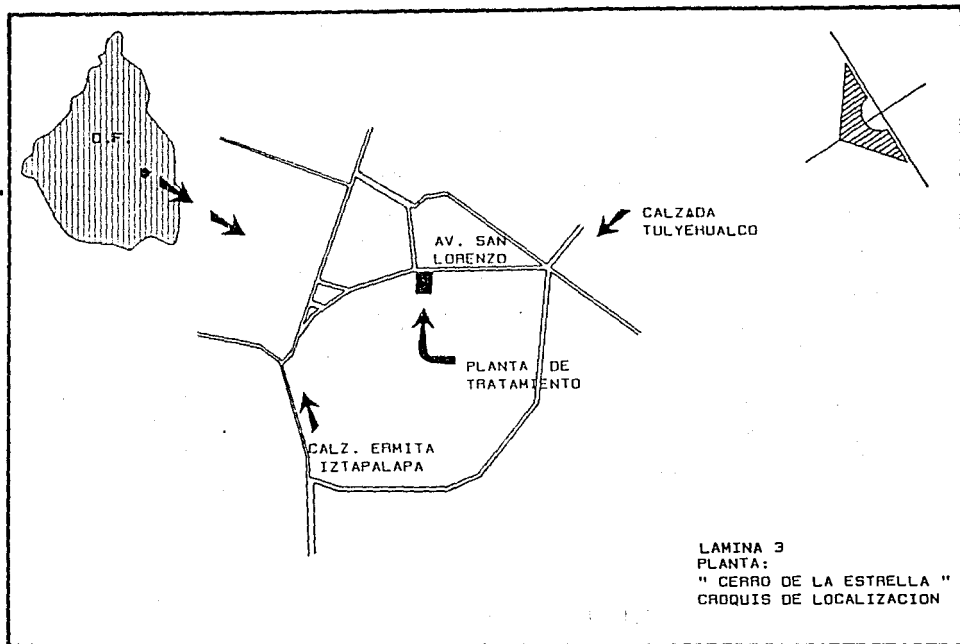 D.F.
CALZADA
TULYEHUALCO
AV. SAN
LORENZO
PLANTA DE
TRATAMIENTO
CALZ. ERMITA
IZTAPALAPA
LAMINA 3
PLANTA:
" CERRO DE LA ESTRELLA "
CROQUIS DE LOCALIZACION